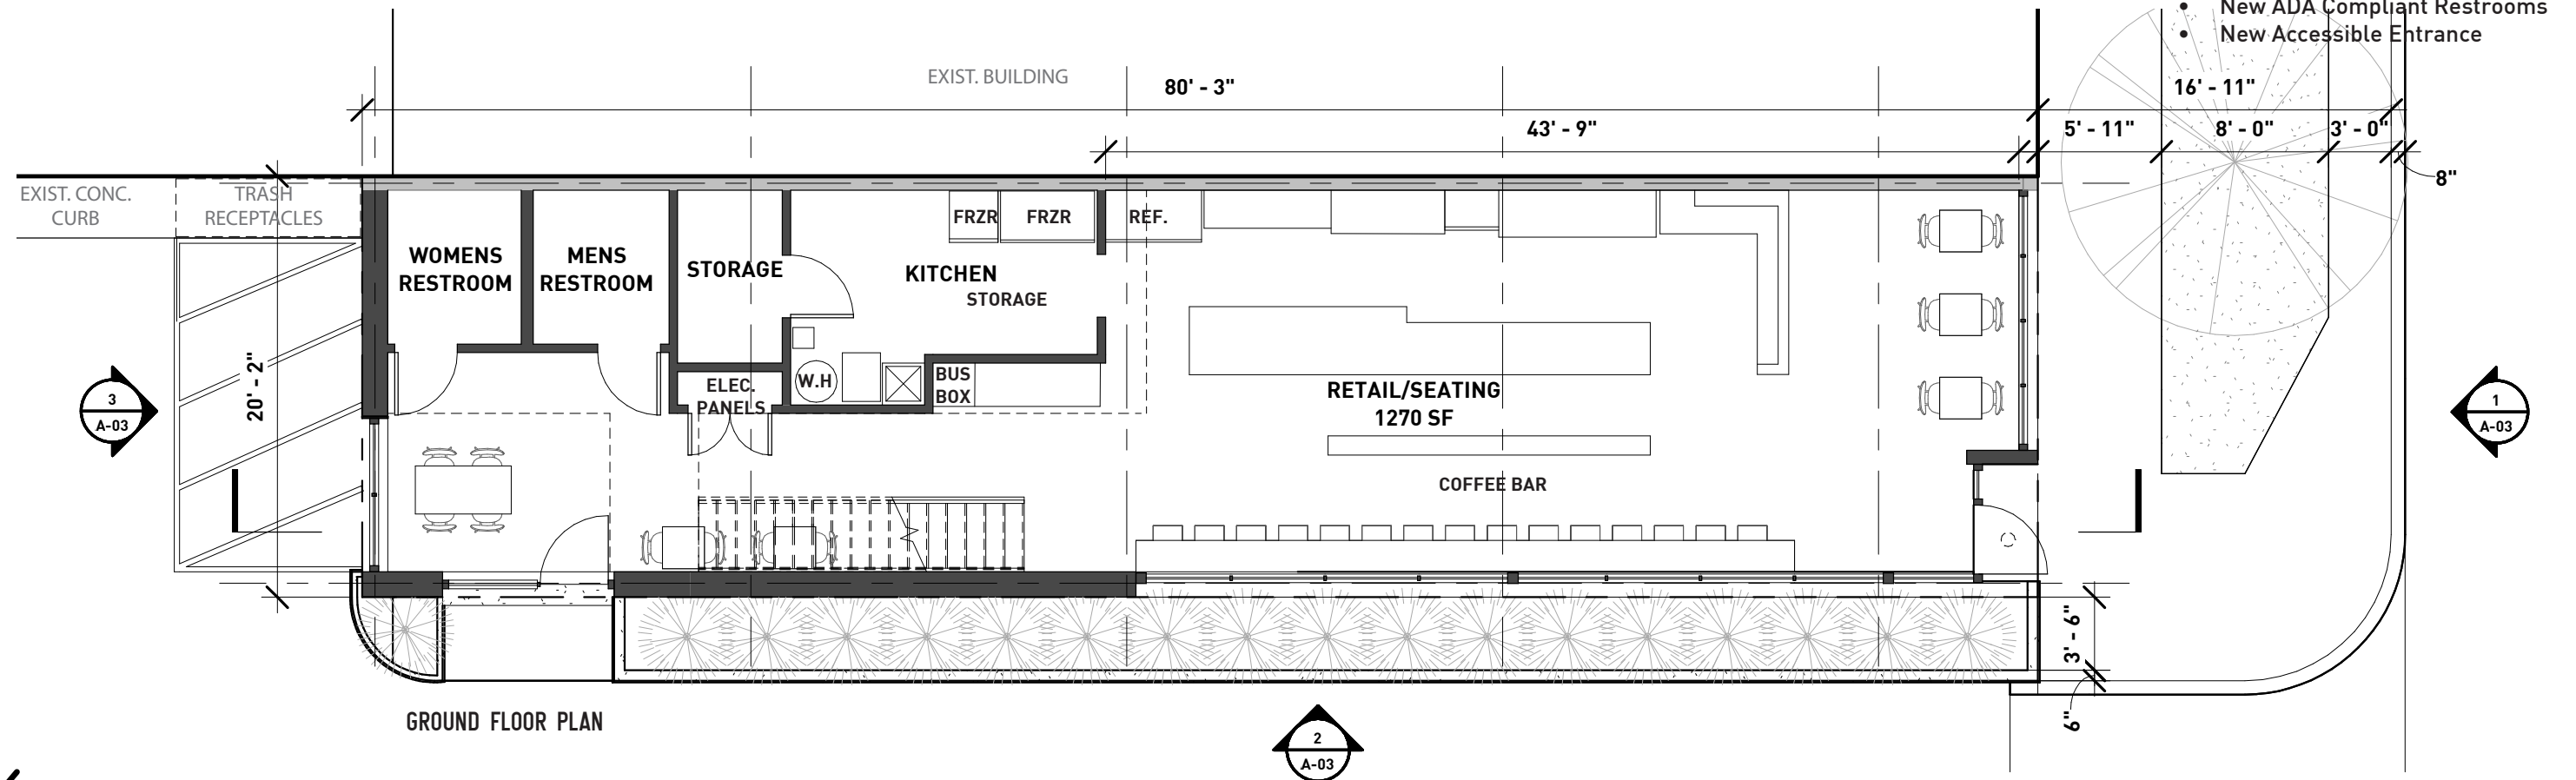 • New ADA Compliant Restrooms
• New Accessible Entrance
EXIST. BUILDING
80' - 3"
16' - 11"
43' - 9"
5' - 11"
8' - 0"
3' - 0"
8"
EXIST. CONC.
CURB
TRASH
RECEPTACLES
FRZR
FRZR
REF.
WOMENS
RESTROOM
MENS
RESTROOM
STORAGE
KITCHEN
STORAGE
20' - 2"
3
A-03
ELEC.
PANELS
W.H
BUS
BOX
RETAIL/SEATING
1270 SF
COFFEE BAR
1
A-03
3' - 6"
6"
GROUND FLOOR PLAN
2
A-03